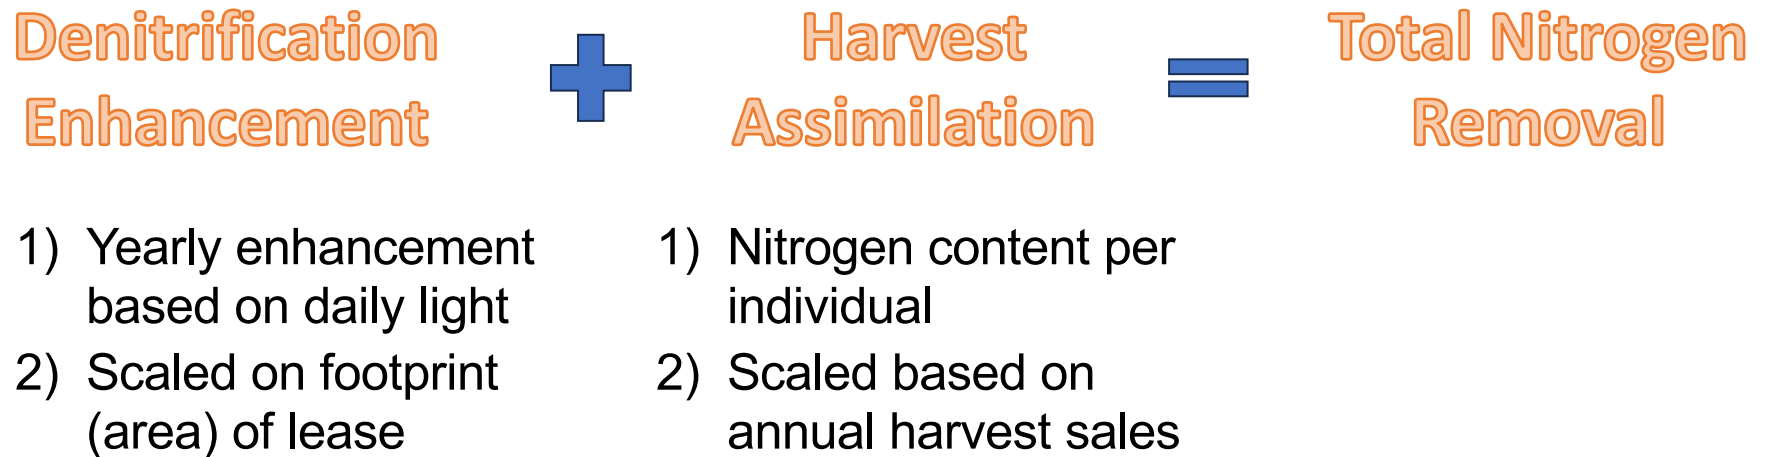 Denitrification
Enhancement
Harvest
Assimilation
Total Nitrogen
Removal
1) Yearly enhancement
based on daily light
2) Scaled on footprint
(area) of lease
1) Nitrogen content per
individual
2) Scaled based on
annual harvest sales